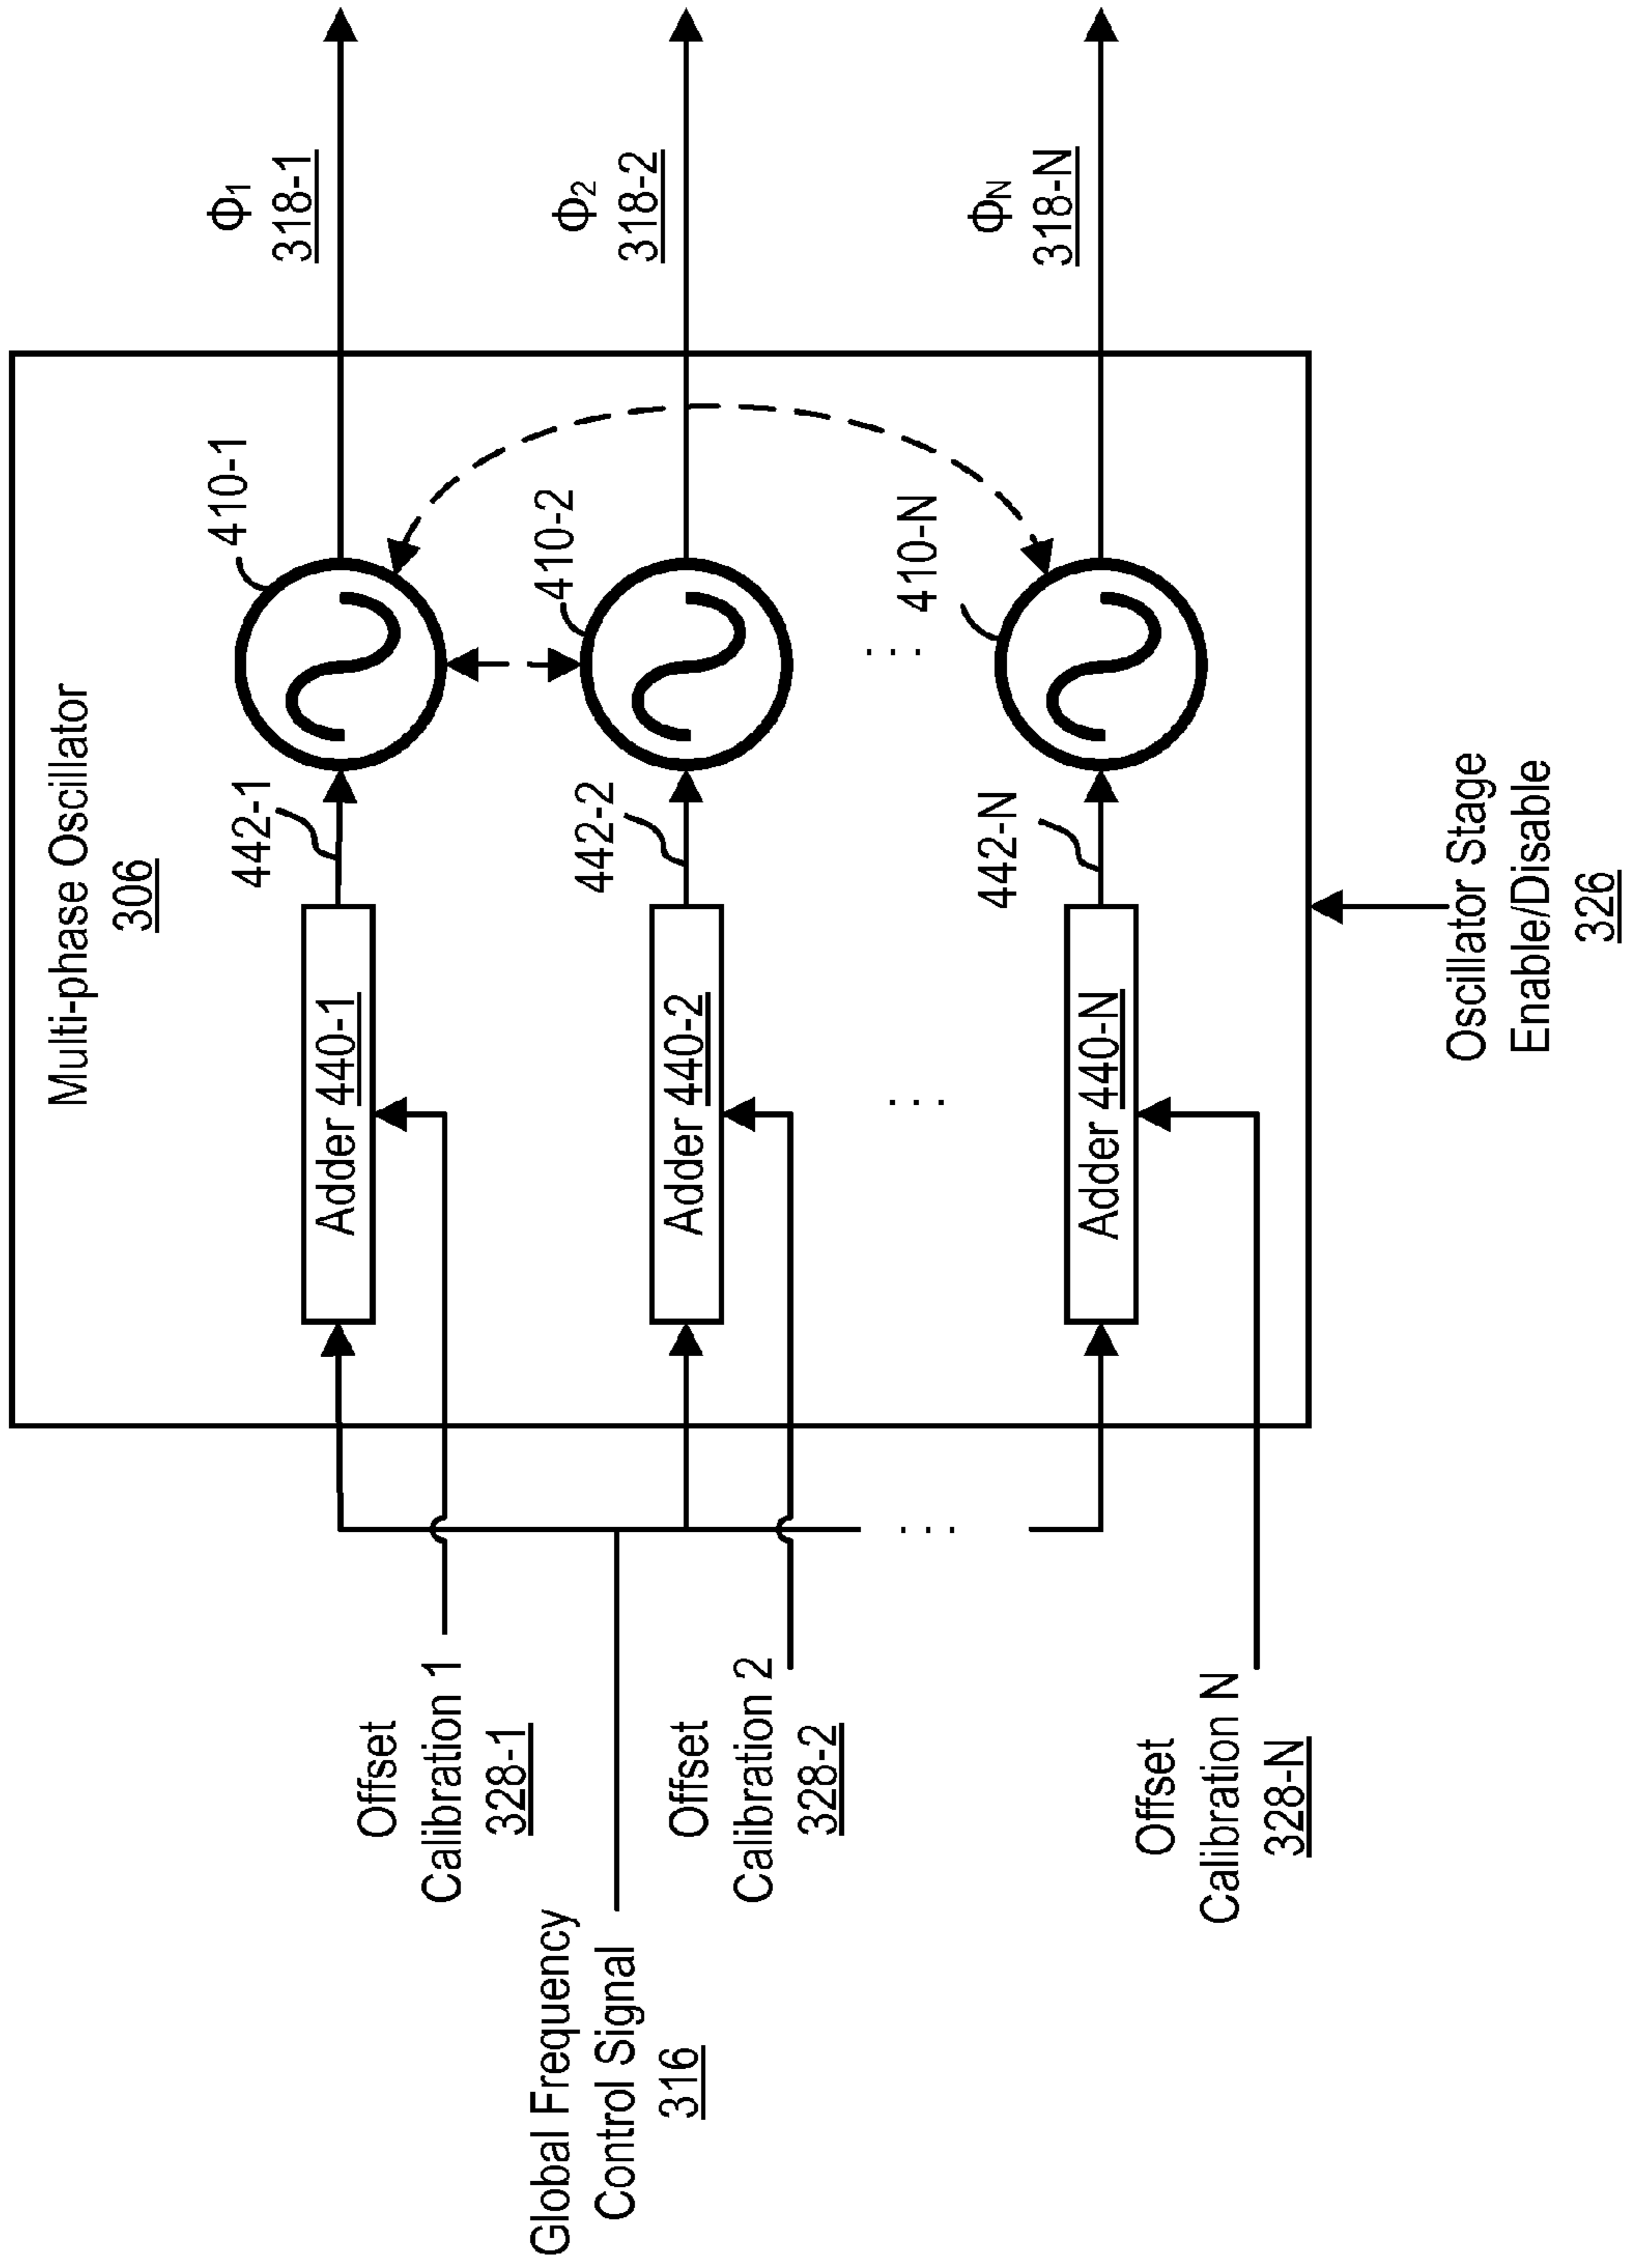 Multi-phase Oscillator
306
Offset
Calibration 1
328-1
Global Frequency
Control Signal
316
Offset
Calibration 2
328-2
Offset
Calibration N
328-N
Adder 440-1
442-1
410-1
Φ1
318-1
Adder 440-2
442-2
410-2
Φ2
318-2
. . .
. . .
. . .
Adder 440-N
442-N
410-N
ΦN
318-N
Oscillator Stage
Enable/Disable
326